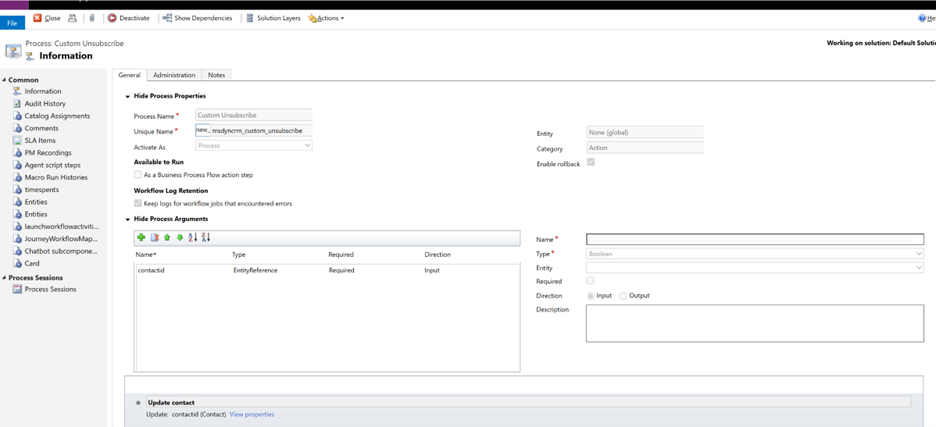 File
Close
Deactivate
Show Dependencies
Solution Layers
Actions
Process: Custom Unsubscribe
Information
Working on solution: Default Solutio
Common
Information
Audit History
Catalog Assignments
Comments
SLA Items
PM Recordings
Agent script steps
Macro Run Histories
timespents
Entities
Entities
launchworkflowactiviti...
JourneyWorkflowMap...
Chatbot subcompone...
Card
Process Sessions
Process Sessions
General Administration Notes
Hide Process Properties
Process Name * Custom Unsubscribe
Unique Name * new_ msdyncrm_custom_unsubscribe
Activate As Process
Available to Run
As a Business Process Flow action step
Workflow Log Retention
Keep logs for workflow jobs that encountered errors
Entity None (global)
Category Action
Enable rollback
Hide Process Arguments
Name Type Required Direction
contactid EntityReference Required Input
Name *
Type * Boolean
Entity
Required
Direction Input Output
Description
Update contact
Update: contactid (Contact) View properties